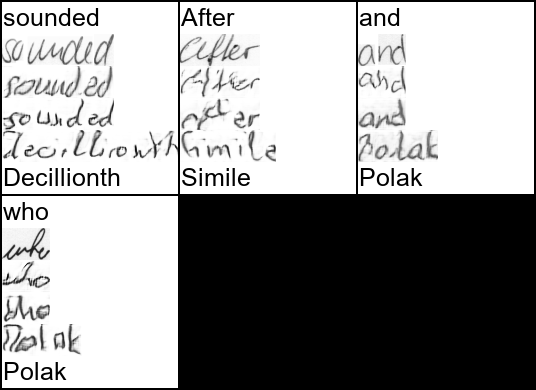 sounded After and
sounded After and
sounded After and
sounded After and
Decillionth Simile Polak
Decillionth Simile Polak
who
who
who
who
Polak
Polak